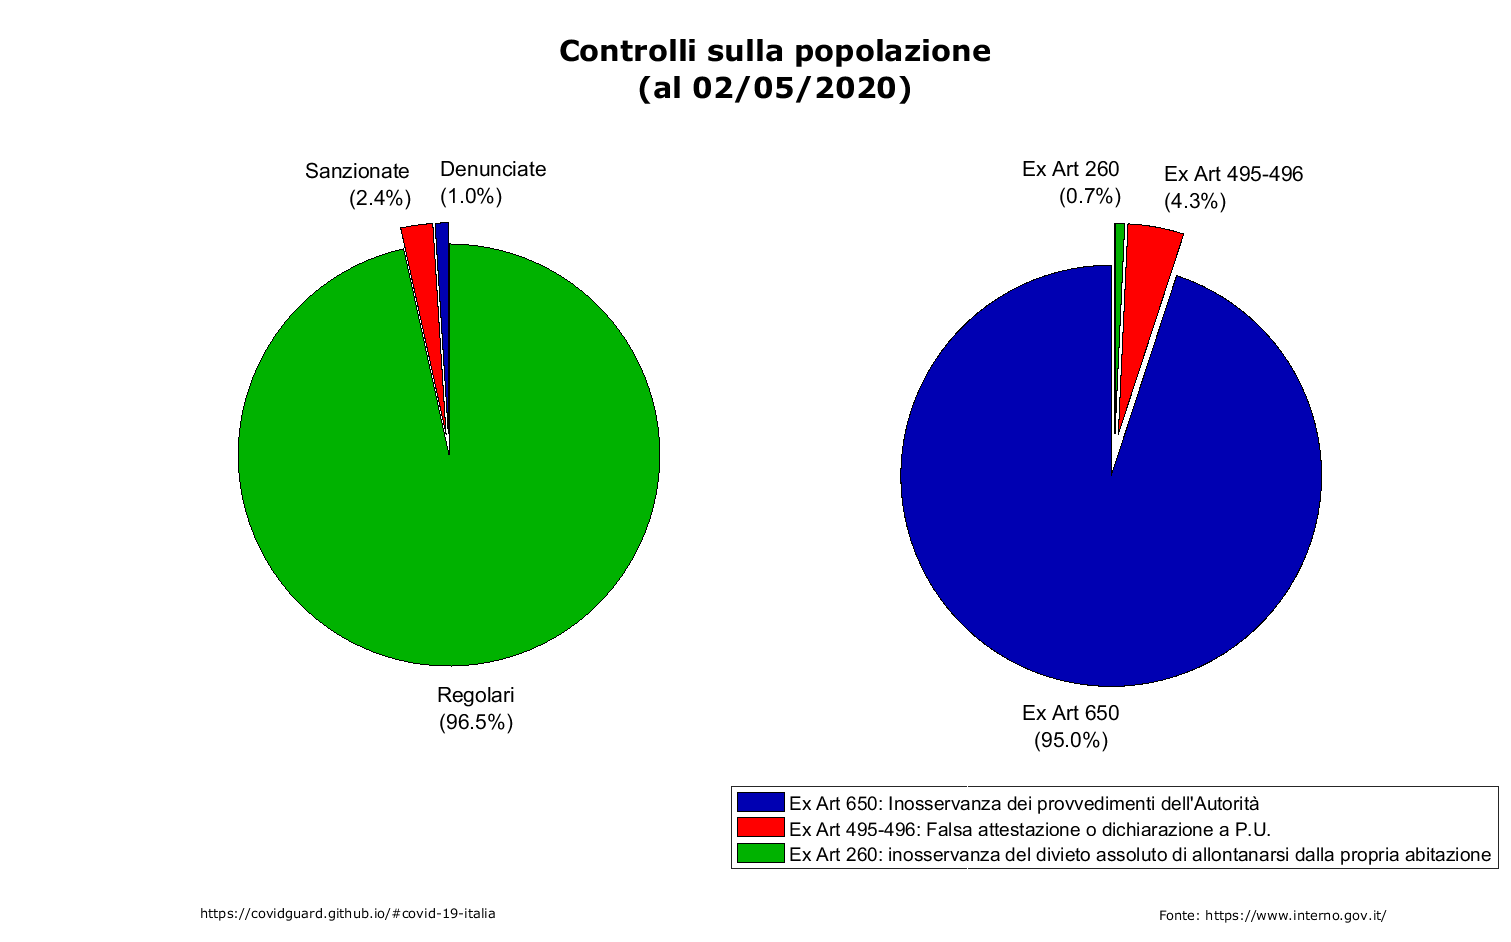 Controlli sulla popolazione
(al 02/05/2020)
Sanzionate
(2.4%)
Denunciate
(1.0%)
Regolari
(96.5%)
Ex Art 260
(0.7%)
Ex Art 495-496
(4.3%)
Ex Art 650
(95.0%)
Ex Art 650: Inosservanza dei provvedimenti dell'Autorità
Ex Art 495-496: Falsa attestazione o dichiarazione a P.U.
Ex Art 260: inosservanza del divieto assoluto di allontanarsi dalla propria abitazione
https://covidguard.github.io/#covid-19-italia
Fonte: https://www.interno.gov.it/